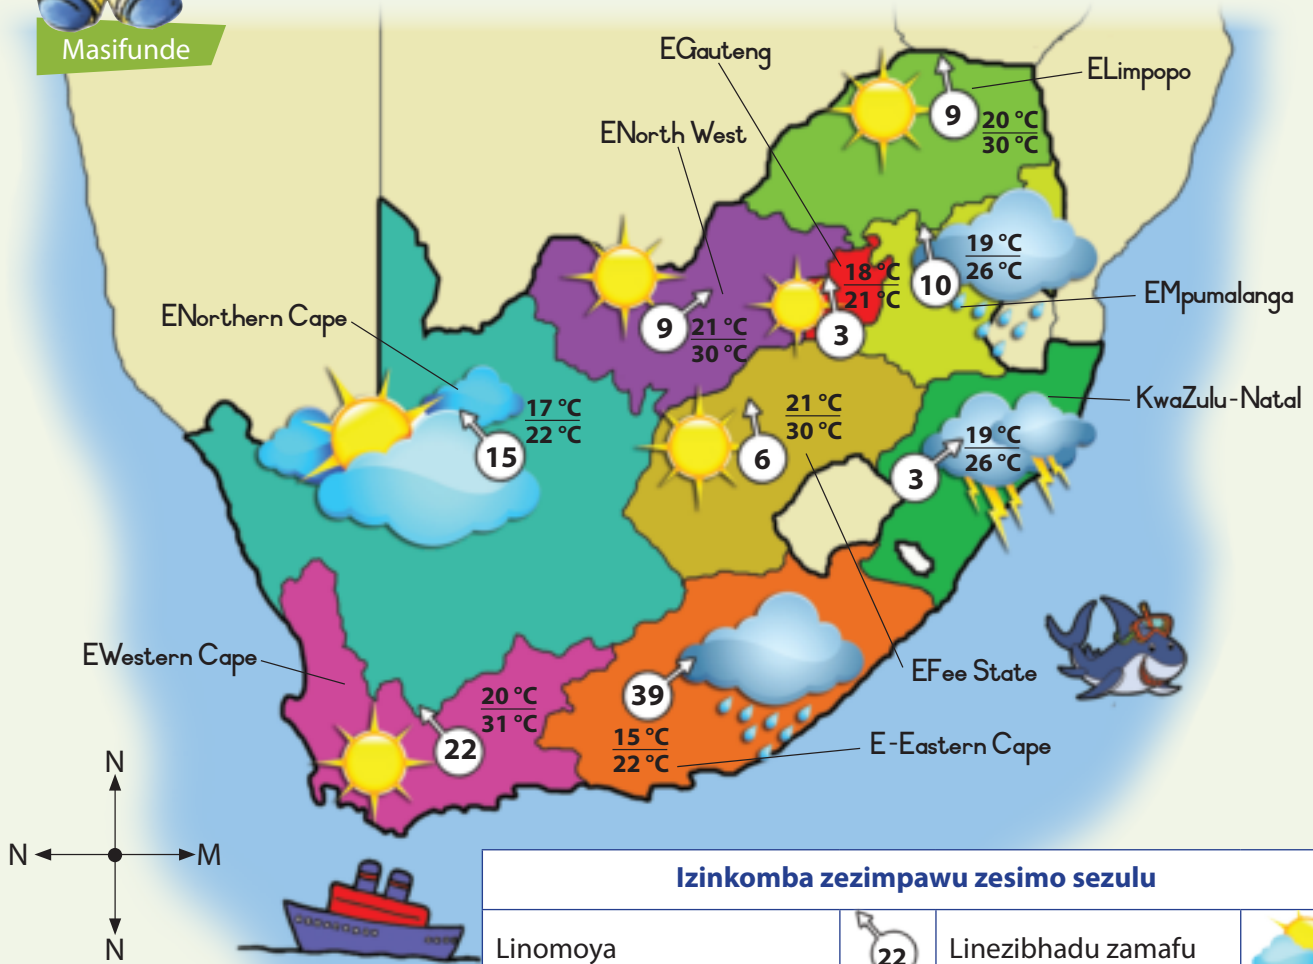 Masifunde
EGauteng
ELimpopo
ENorth West
9
20 °C
30 °C
19 °C
26 °C
10
18 °C
21 °C
3
EMpumalanga
ENorthern Cape
9
21 °C
30 °C
KwaZulu-Natal
17 °C
22 °C
15
21 °C
30 °C
6
19 °C
26 °C
3
EWestern Cape
EFee State
39
20 °C
31 °C
22
15 °C
22 °C
E-Eastern Cape
N
N M
N
Izinkomba zezimpawu zesimo sezulu
Linomoya 22 Linezibhadu zamafu